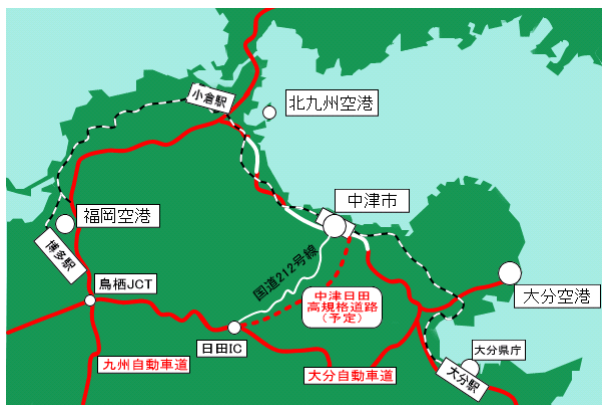 小倉駅
北九州空港
中津市
福岡空港
博多駅
国道212号線
鳥栖JCT
中津日田
高規格道路
(予定)
大分空港
日田IC
大分県庁
九州自動車道
大分自動車道
大分駅